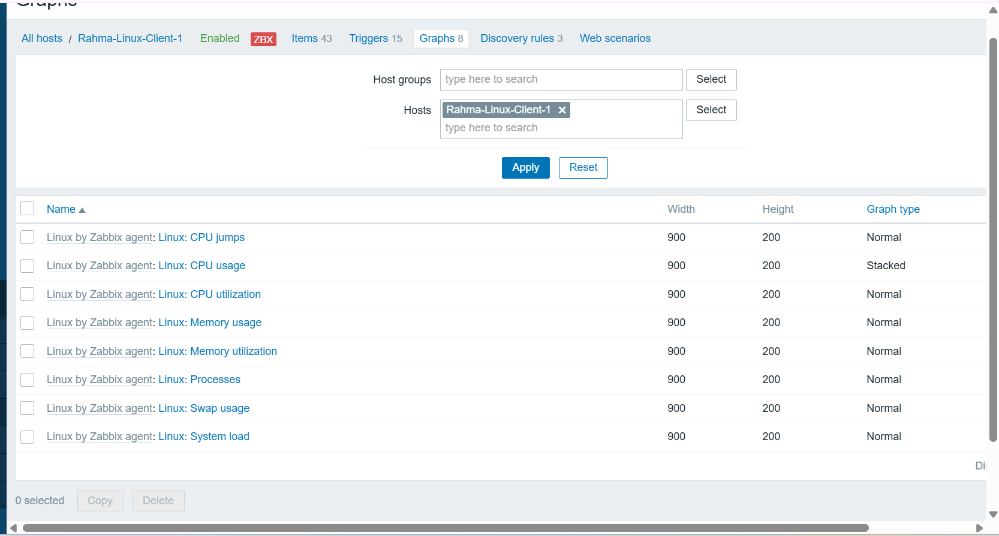 Graphs
All hosts / Rahma-Linux-Client-1 Enabled ZBX Items 43 Triggers 15 Graphs 8 Discovery rules 3 Web scenarios
Host groups type here to search Select
Hosts Rahma-Linux-Client-1 Select
type here to search
Apply Reset
Name Width Height Graph type
Linux by Zabbix agent: Linux: CPU jumps 900 200 Normal
Linux by Zabbix agent: Linux: CPU usage 900 200 Stacked
Linux by Zabbix agent: Linux: CPU utilization 900 200 Normal
Linux by Zabbix agent: Linux: Memory usage 900 200 Normal
Linux by Zabbix agent: Linux: Memory utilization 900 200 Normal
Linux by Zabbix agent: Linux: Processes 900 200 Normal
Linux by Zabbix agent: Linux: Swap usage 900 200 Normal
Linux by Zabbix agent: Linux: System load 900 200 Normal
0 selected Copy Delete